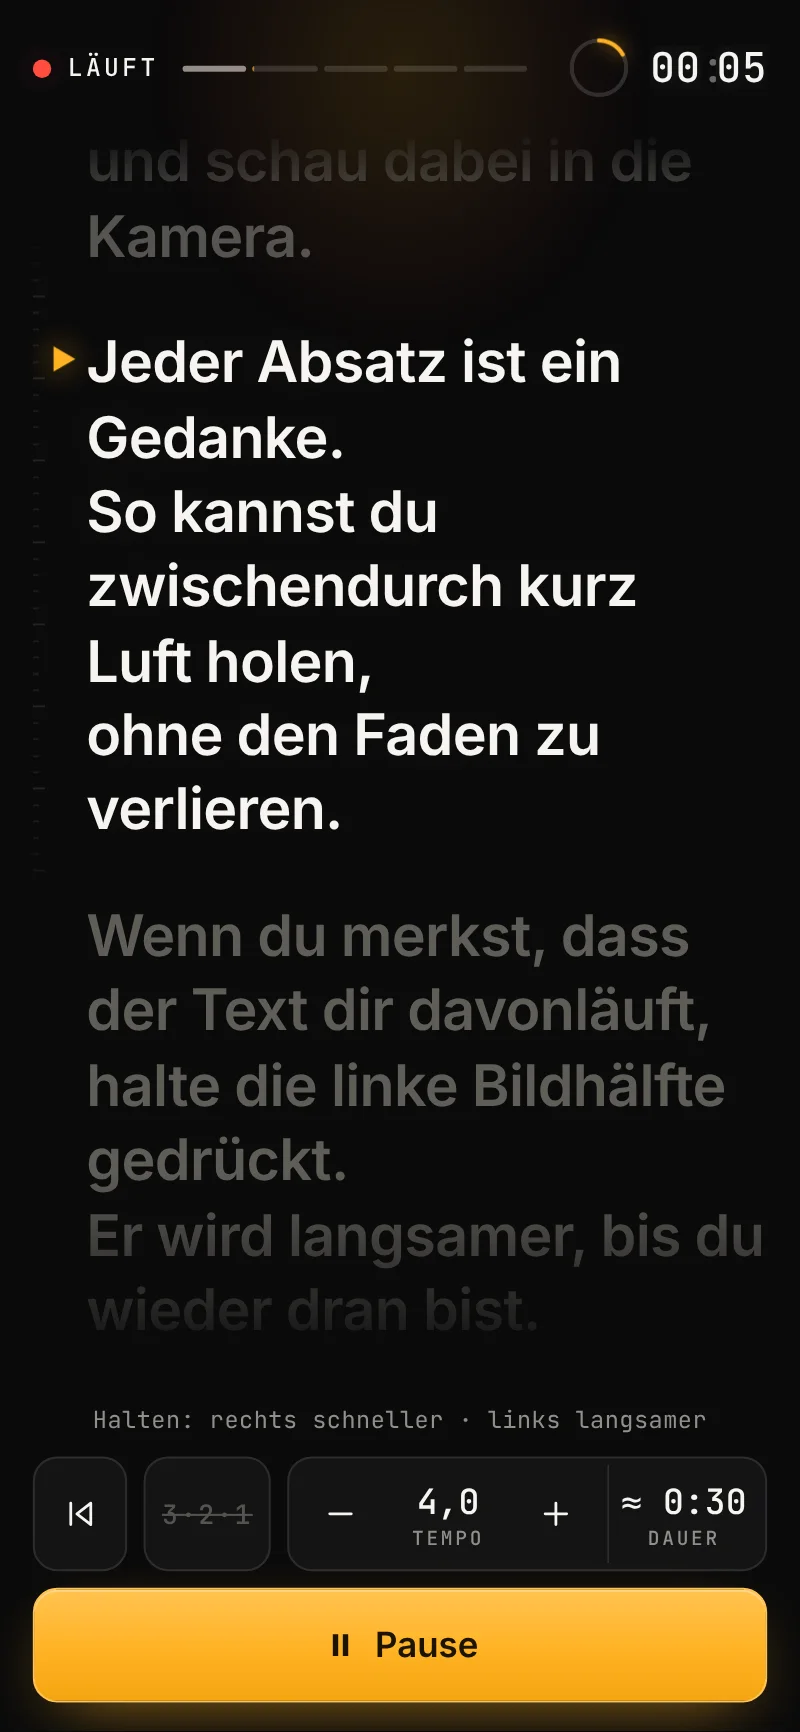 LÄUFT
00:05
und schau dabei in die
Kamera.
Jeder Absatz ist ein
Gedanke.
So kannst du
zwischendurch kurz
Luft holen,
ohne den Faden zu
verlieren.
Wenn du merkst, dass
der Text dir davonläuft,
halte die linke Bildhälfte
gedrückt.
Er wird langsamer, bis du
wieder dran bist.
Halten: rechts schneller · links langsamer
3·2·1
− 4,0 +
TEMPO
≈ 0:30
DAUER
Pause